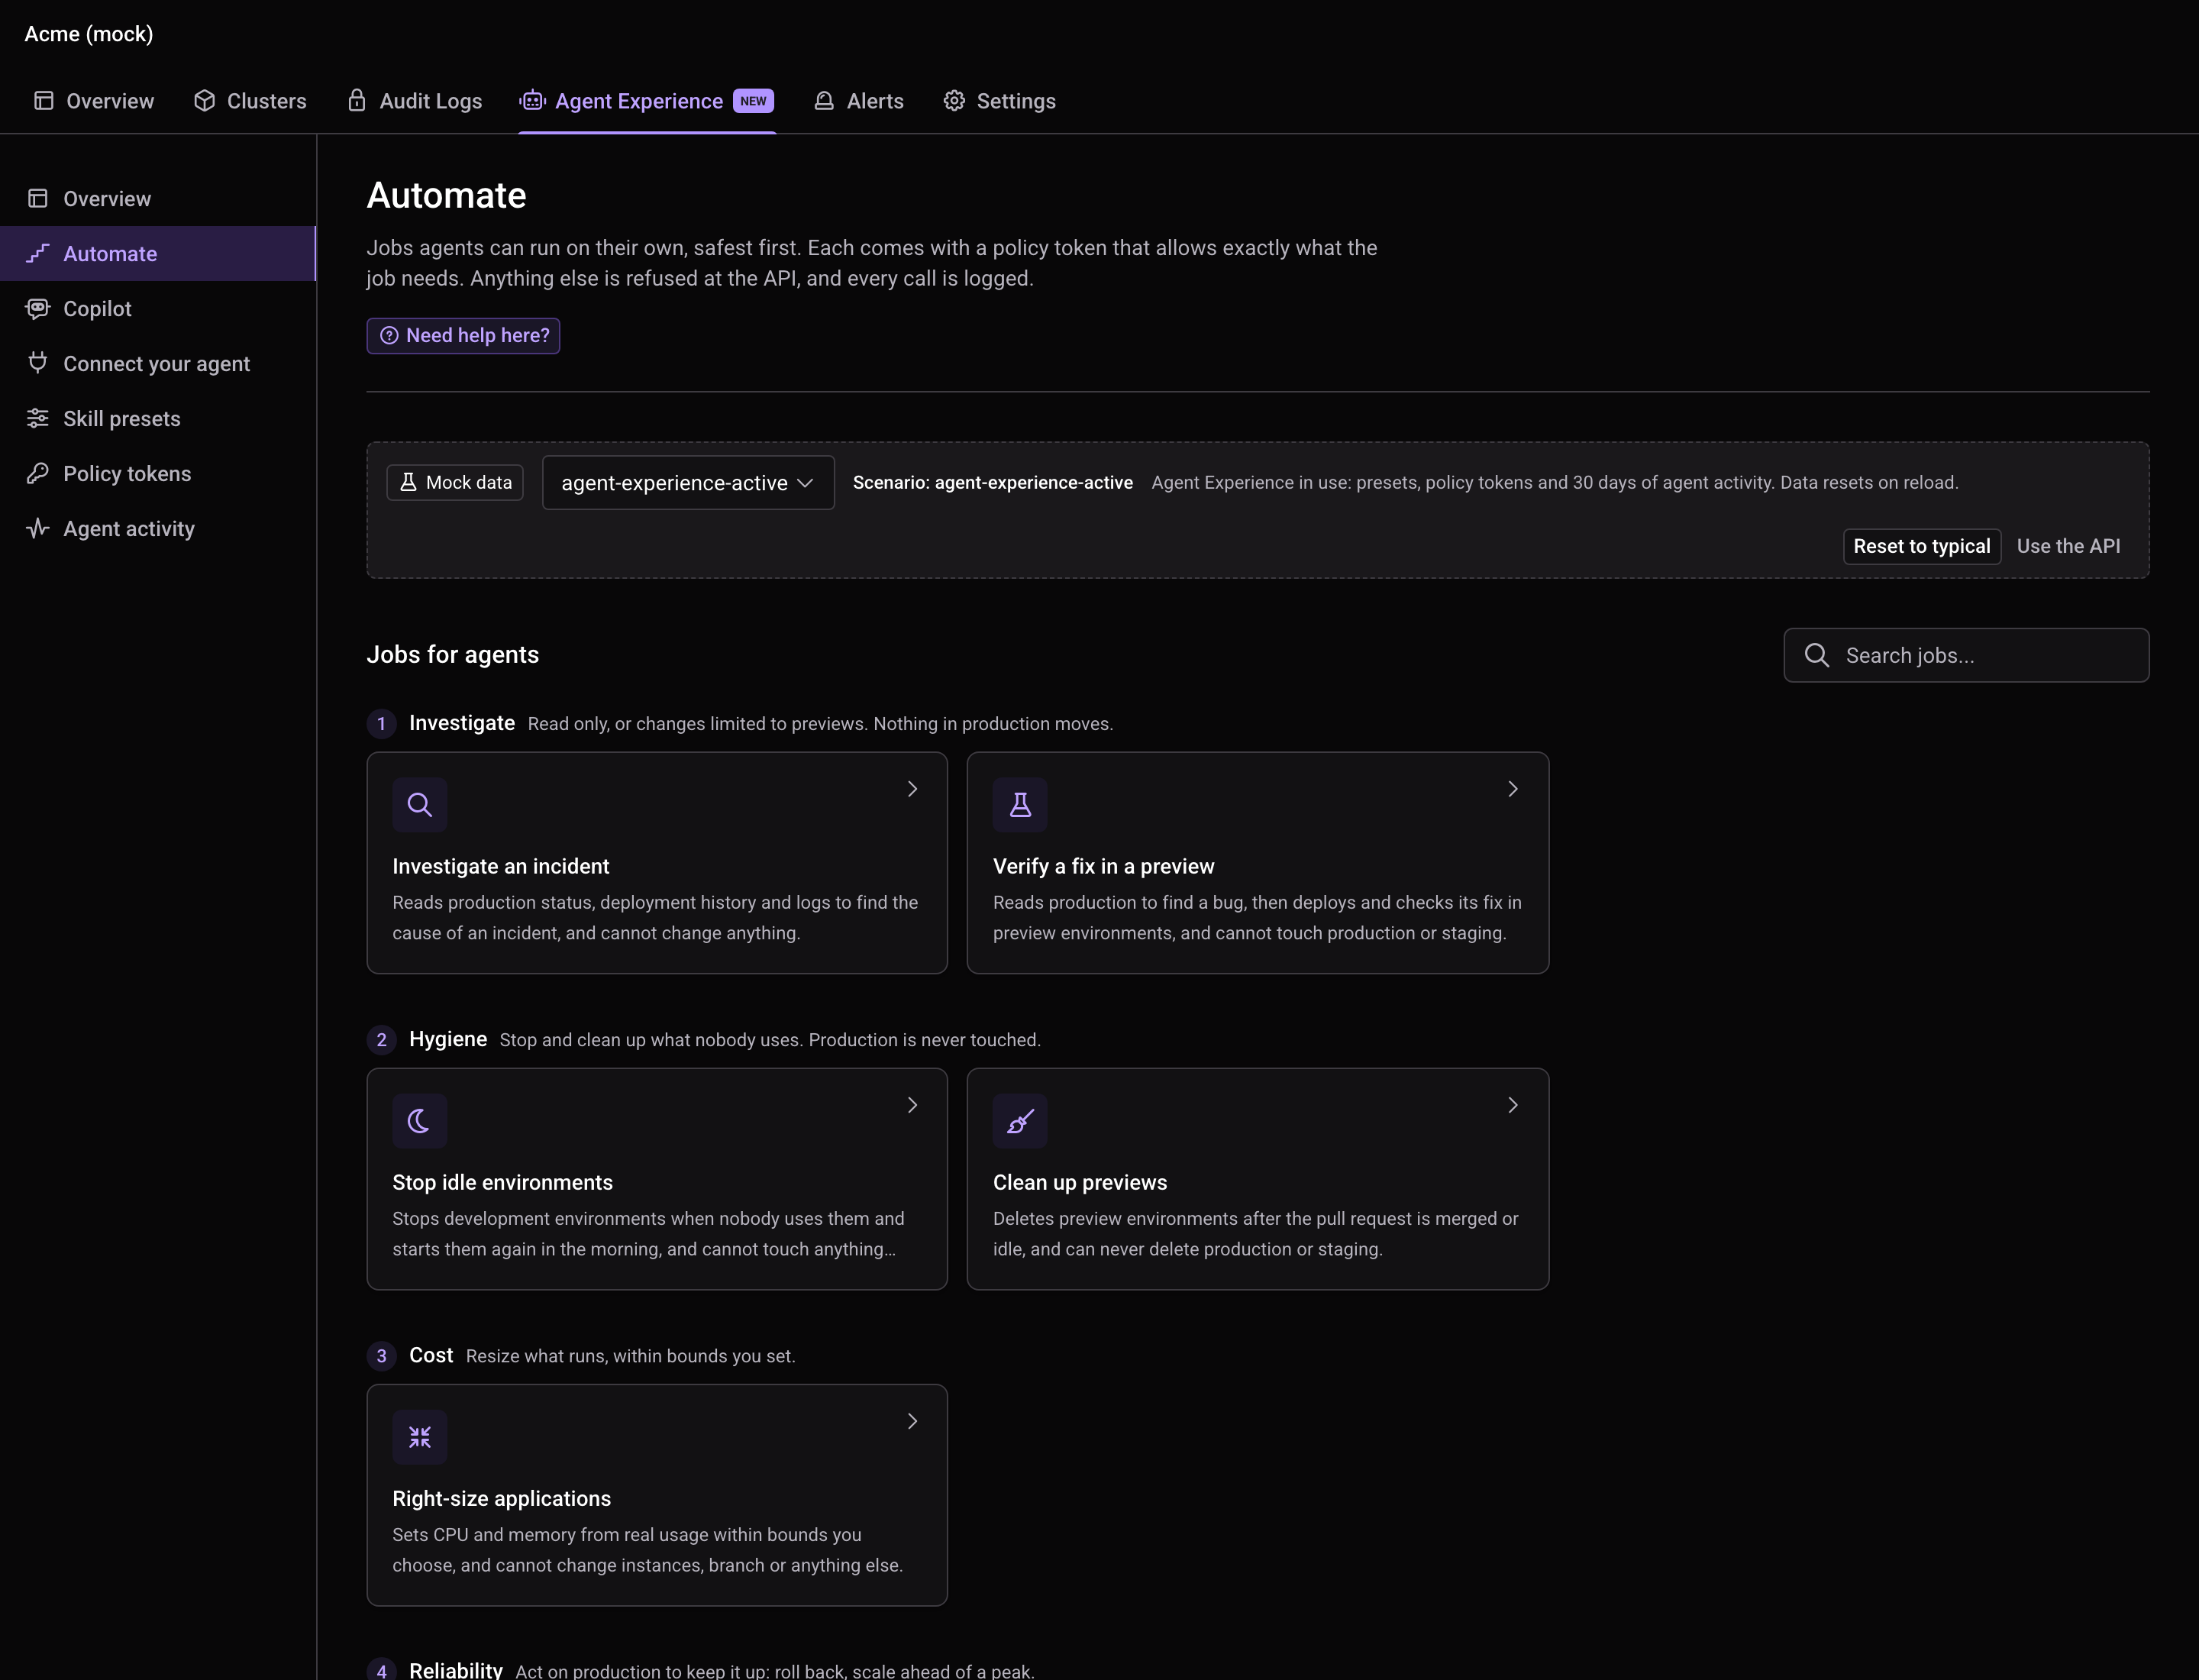 Acme (mock)
Overview
Clusters
Audit Logs
Agent Experience NEW
Alerts
Settings
Overview
Automate
Copilot
Connect your agent
Skill presets
Policy tokens
Agent activity
Automate
Jobs agents can run on their own, safest first. Each comes with a policy token that allows exactly what the
job needs. Anything else is refused at the API, and every call is logged.
Need help here?
Mock data
agent-experience-active
Scenario: agent-experience-active Agent Experience in use: presets, policy tokens and 30 days of agent activity. Data resets on reload.
Reset to typical
Use the API
Jobs for agents
Search jobs...
1 Investigate Read only, or changes limited to previews. Nothing in production moves.
Investigate an incident
Reads production status, deployment history and logs to find the
cause of an incident, and cannot change anything.
Verify a fix in a preview
Reads production to find a bug, then deploys and checks its fix in
preview environments, and cannot touch production or staging.
2 Hygiene Stop and clean up what nobody uses. Production is never touched.
Stop idle environments
Stops development environments when nobody uses them and
starts them again in the morning, and cannot touch anything...
Clean up previews
Deletes preview environments after the pull request is merged or
idle, and can never delete production or staging.
3 Cost Resize what runs, within bounds you set.
Right-size applications
Sets CPU and memory from real usage within bounds you
choose, and cannot change instances, branch or anything else.
4 Reliability Act on production to keep it up: roll back, scale ahead of a peak.